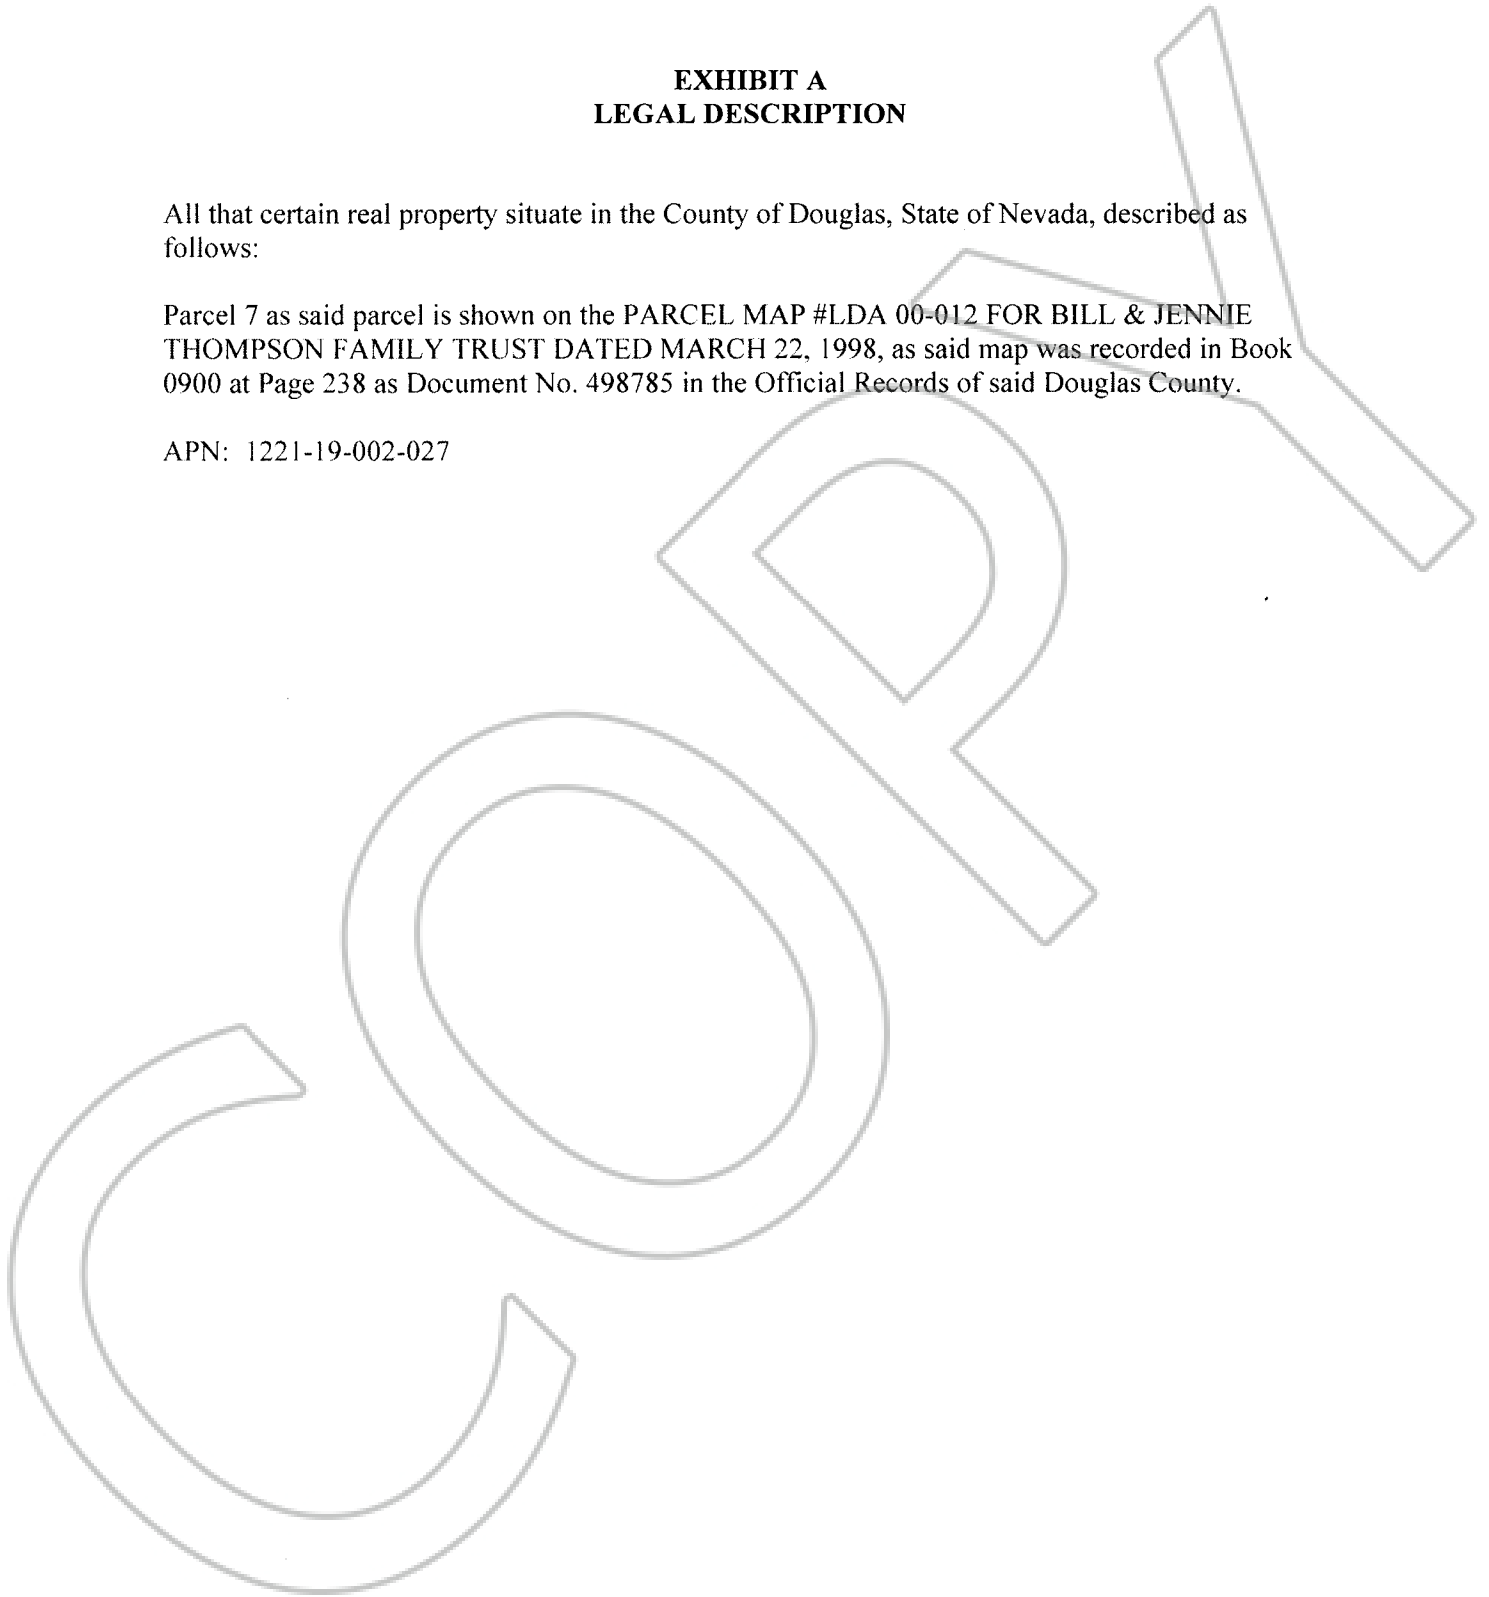 EXHIBIT A
LEGAL DESCRIPTION
All that certain real property situate in the County of Douglas, State of Nevada, described as
follows:
Parcel 7 as said parcel is shown on the PARCEL MAP #LDA 00-012 FOR BILL & JENNIE
THOMPSON FAMILY TRUST DATED MARCH 22, 1998, as said map was recorded in Book
0900 at Page 238 as Document No. 498785 in the Official Records of said Douglas County.
APN: 1221-19-002-027
COPY